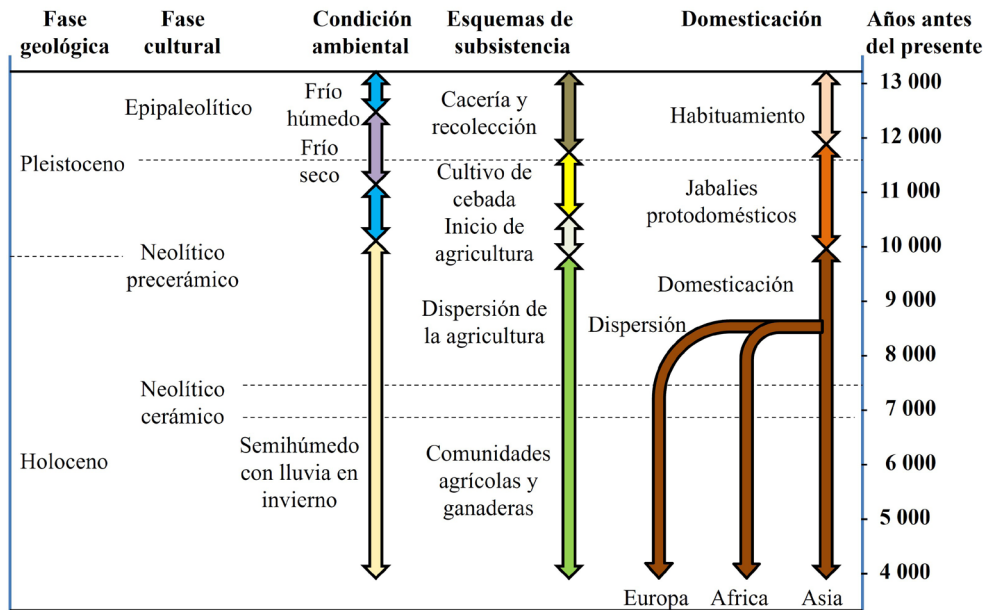 Fase
geológica
Fase
cultural
Condición
ambiental
Esquemas de
subsistencia
Domesticación
Años antes
del presente
Pleistoceno
Holoceno
Epipaleolítico
Neolítico
precerámico
Neolítico
cerámico
Frío
húmedo
Frío
seco
Semihúmedo
con lluvia en
invierno
Cacería y
recolección
Cultivo de
cebada
Inicio de
agricultura
Dispersión de
la agricultura
Comunidades
agrícolas y
ganaderas
Habituamiento
Jabalies
protodomésticos
Domesticación
Dispersión
Europa
Africa
Asia
13 000
12 000
11 000
10 000
9 000
8 000
7 000
6 000
5 000
4 000